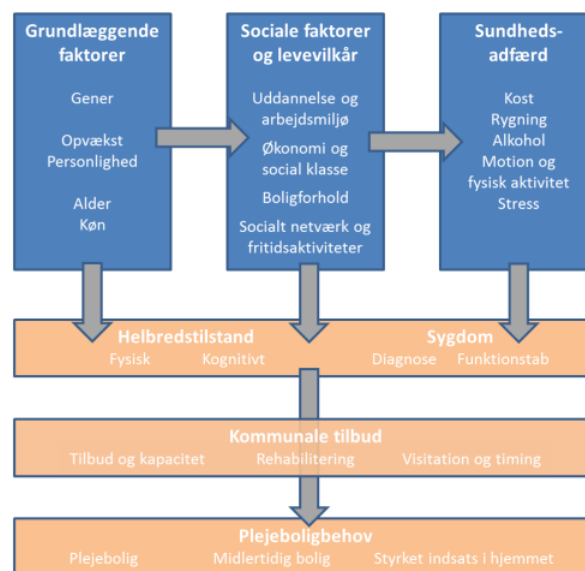 Grundlæggende
faktorer
Gener
Opvækst
Personlighed
Alder
Køn
Sociale faktorer
og levevilkår
Uddannelse og
arbejdsmiljø
Økonomi og
social klasse
Boligforhold
Socialt netværk og
fritidsaktiviteter
Sundheds-
adfærd
Kost
Rygning
Alkohol
Motion og
fysisk aktivitet
Stress
Helbredstilstand
Fysisk Kognitivt
Sygdom
Diagnose Funktionstab
Kommunale tilbud
Tilbud og kapacitet Rehabilitering Visitation og timing
Plejeboligbehov
Plejebolig Midlertidig bolig Styrket indsats i hjemmet